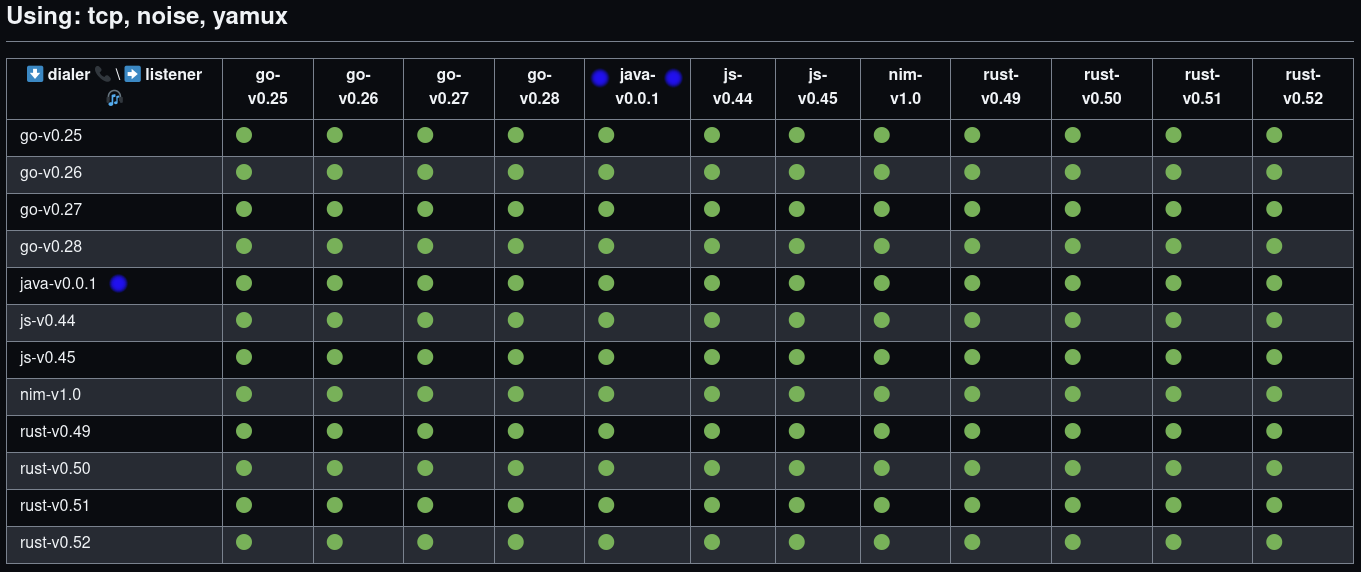 Using: tcp, noise, yamux
dialer \ listener
go-v0.25
go-v0.26
go-v0.27
go-v0.28
java-v0.0.1
js-v0.44
js-v0.45
nim-v1.0
rust-v0.49
rust-v0.50
rust-v0.51
rust-v0.52
go-v0.25
go-v0.26
go-v0.27
go-v0.28
java-v0.0.1
js-v0.44
js-v0.45
nim-v1.0
rust-v0.49
rust-v0.50
rust-v0.51
rust-v0.52